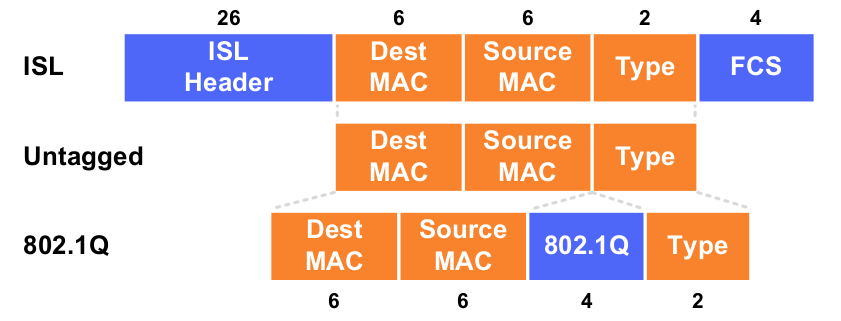 26 6 6 2 4
ISL ISL Header Dest MAC Source MAC Type FCS
Untagged Dest MAC Source MAC Type
802.1Q Dest MAC Source MAC 802.1Q Type
6 6 4 2